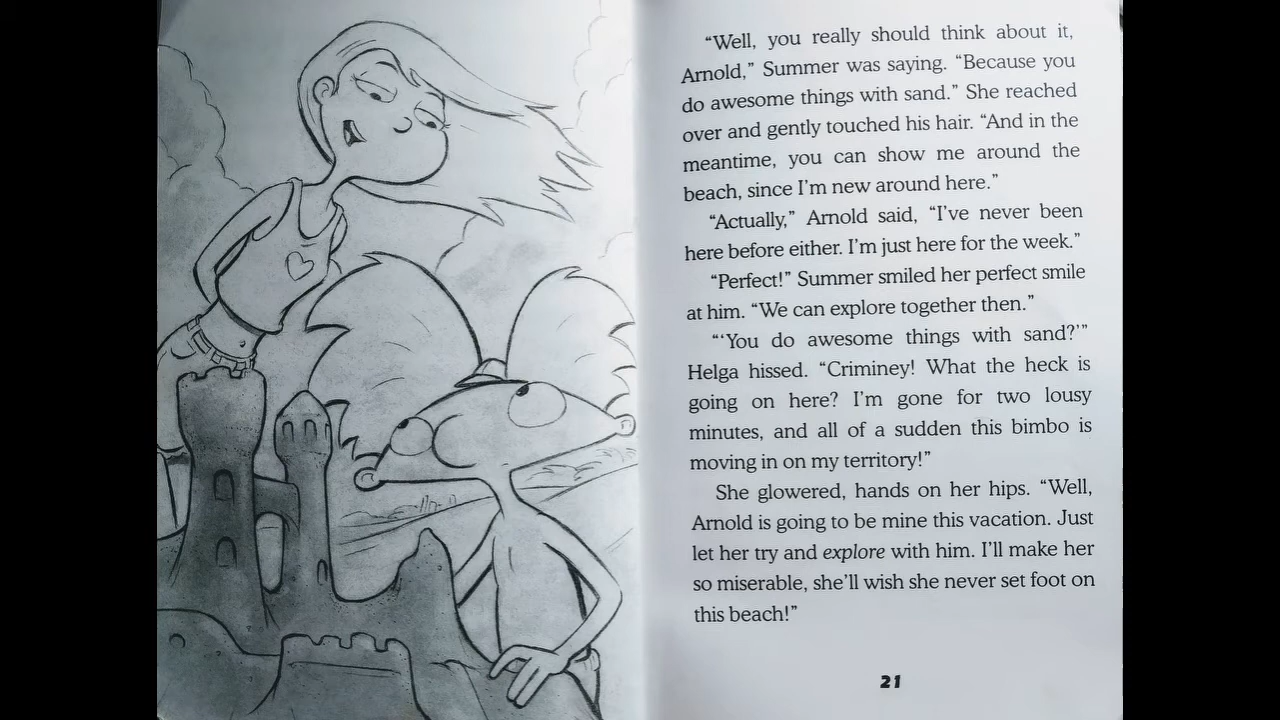 “Well, you really should think about it,
Arnold,” Summer was saying. “Because you
do awesome things with sand.” She reached
over and gently touched his hair. “And in the
meantime, you can show me around the
beach, since I’m new around here.”
“Actually,” Arnold said, “I’ve never been
here before either. I’m just here for the week.”
“Perfect!” Summer smiled her perfect smile
at him. “We can explore together then.”
“‘You do awesome things with sand?’”
Helga hissed. “Criminey! What the heck is
going on here? I’m gone for two lousy
minutes, and all of a sudden this bimbo is
moving in on my territory!”
She glowered, hands on her hips. “Well,
Arnold is going to be mine this vacation. Just
let her try and explore with him. I’ll make her
so miserable, she’ll wish she never set foot on
this beach!”
21